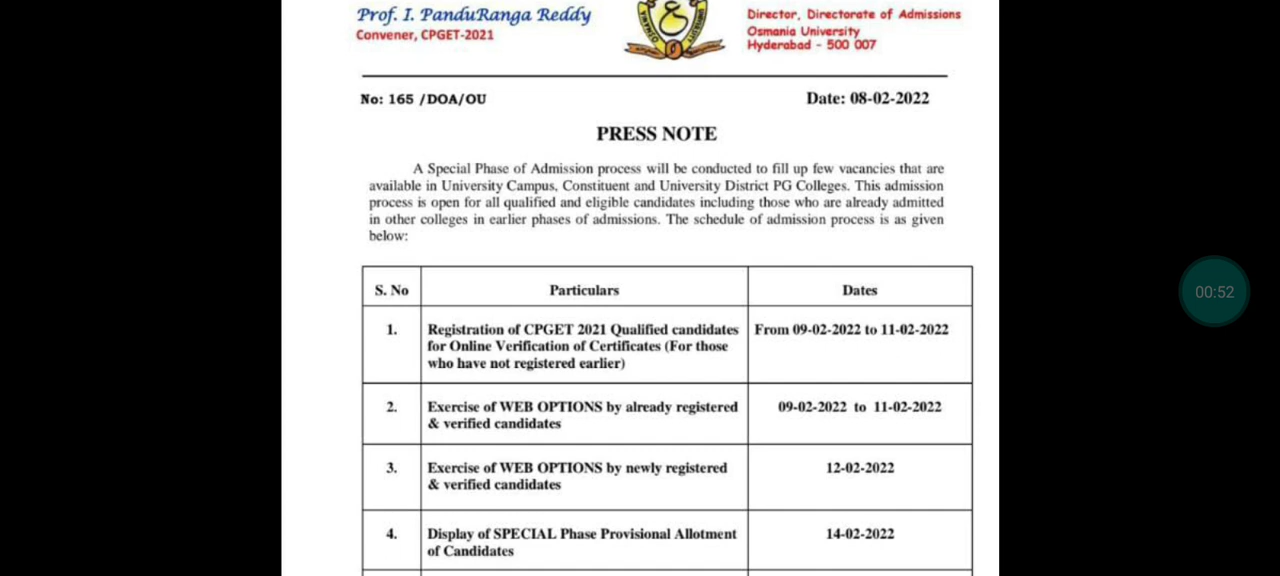 Prof. I. PanduRanga Reddy
Convener, CPGET-2021
Director, Directorate of Admissions
Osmania University
Hyderabad - 500 007
No: 165 /DOA/OU
Date: 08-02-2022
PRESS NOTE
A Special Phase of Admission process will be conducted to fill up few vacancies that are
available in University Campus, Constituent and University District PG Colleges. This admission
process is open for all qualified and eligible candidates including those who are already admitted
in other colleges in earlier phases of admissions. The schedule of admission process is as given
below:
S. No Particulars Dates
1. Registration of CPGET 2021 Qualified candidates From 09-02-2022 to 11-02-2022
for Online Verification of Certificates (For those
who have not registered earlier)
2. Exercise of WEB OPTIONS by already registered 09-02-2022 to 11-02-2022
& verified candidates
3. Exercise of WEB OPTIONS by newly registered 12-02-2022
& verified candidates
4. Display of SPECIAL Phase Provisional Allotment 14-02-2022
of Candidates
00:52